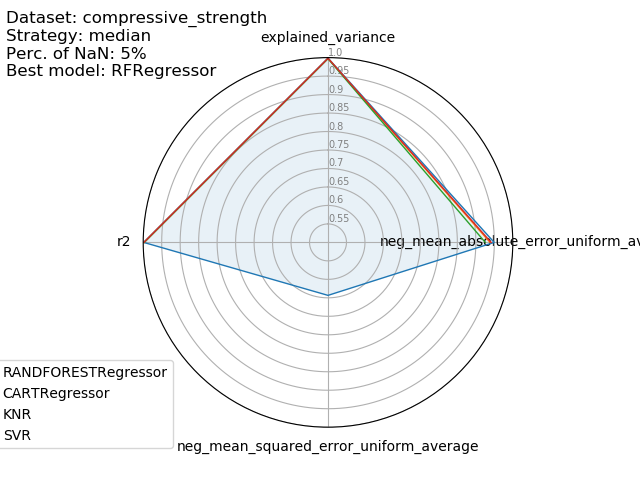 Dataset: compressive_strength
Strategy: median
Perc. of NaN: 5%
Best model: RFRegressor
explained_variance
1.0
0.95
0.9
0.85
0.8
0.75
0.7
0.65
0.6
0.55
r2
neg_mean_absolute_error_uniform_av
RANDFORESTRegressor
CARTRegressor
KNR
SVR
neg_mean_squared_error_uniform_average